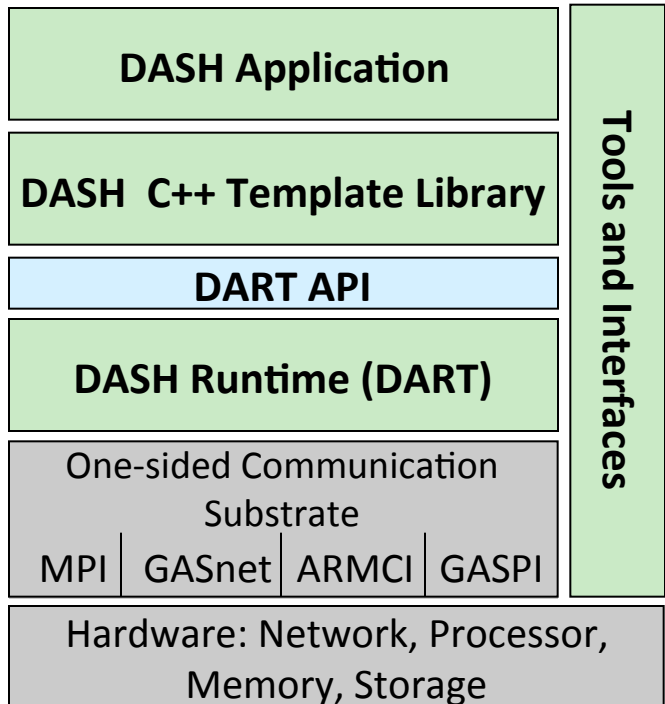 DASH Application
DASH C++ Template Library
DART API
DASH Runtime (DART)
One-sided Communication
Substrate
MPI GASnet ARMCI GASPI
Tools and Interfaces
Hardware: Network, Processor,
Memory, Storage